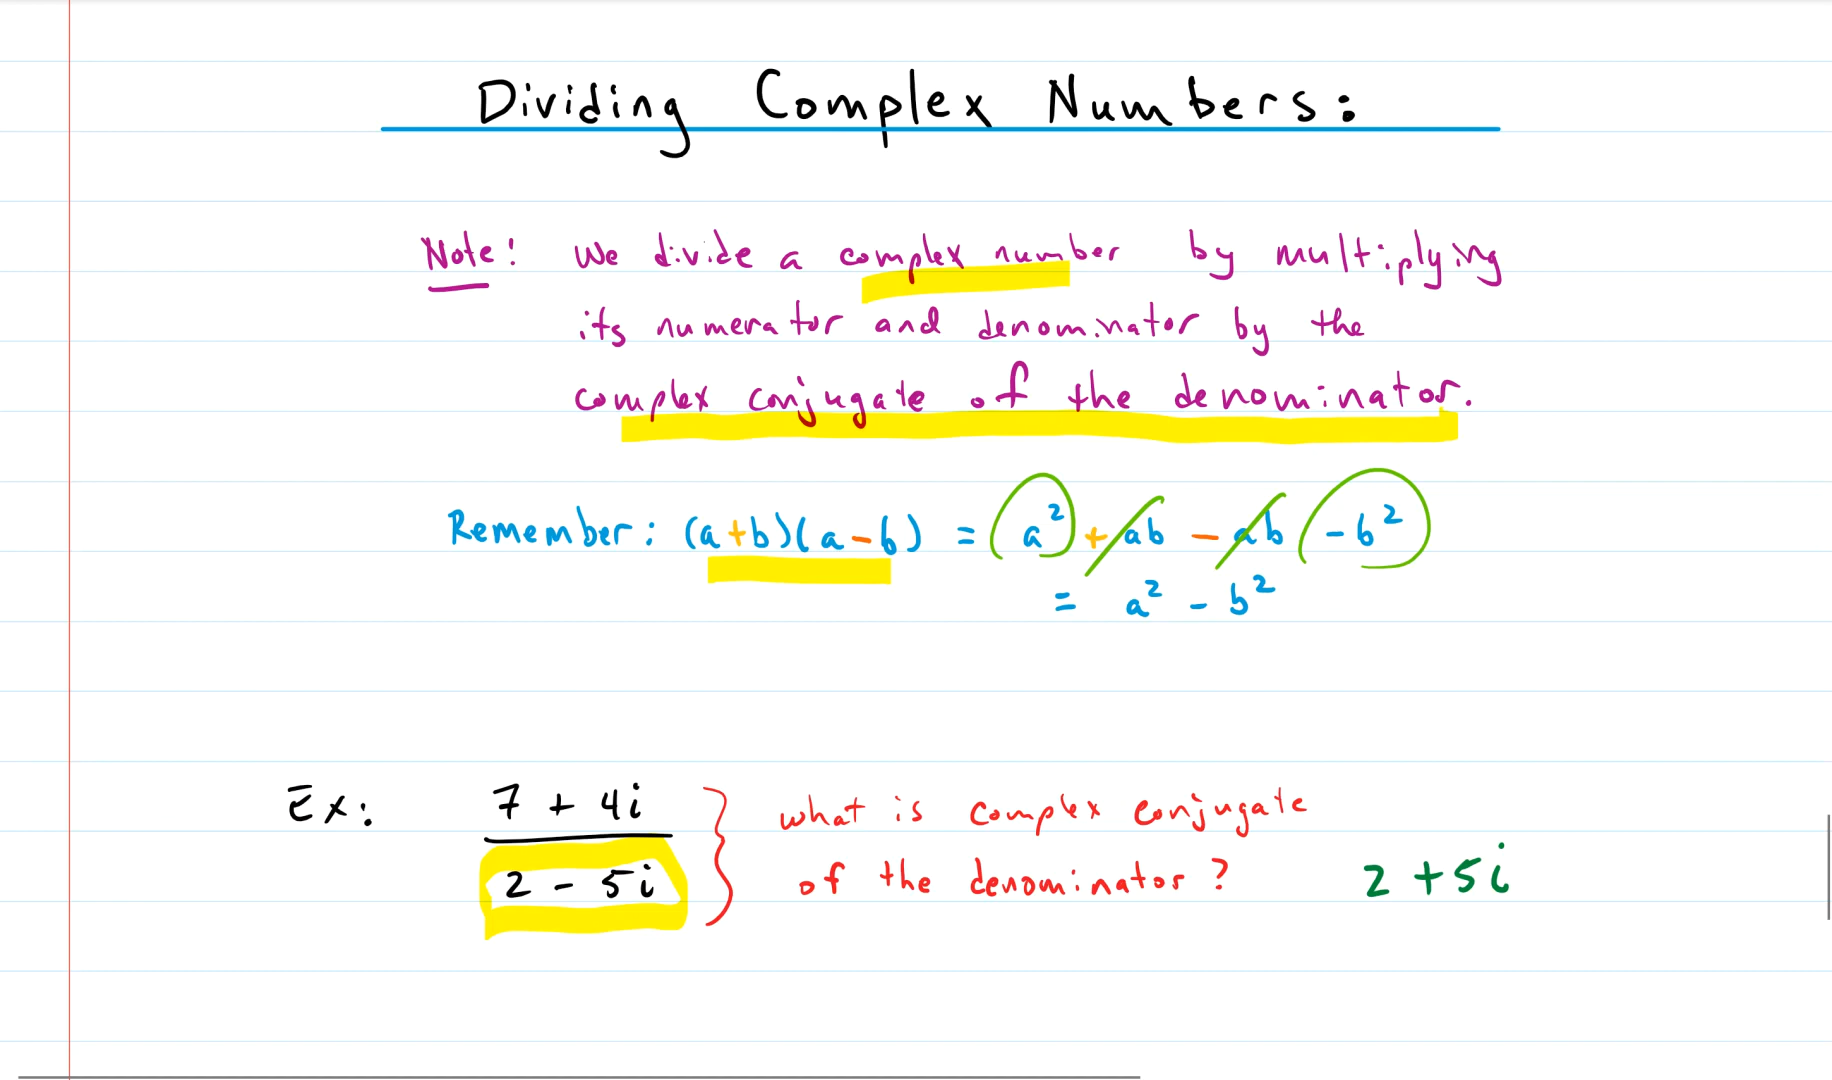 Dividing Complex Numbers:
Note! We divide a complex number by multiplying
its numerator and denominator by the
complex conjugate of the denominator.
Remember: (a+b)(a-b) = a² + ab - ab - b²
= a² - b²
Ex: 7 + 4i } what is complex conjugate
2 - 5i of the denominator? 2 + 5i